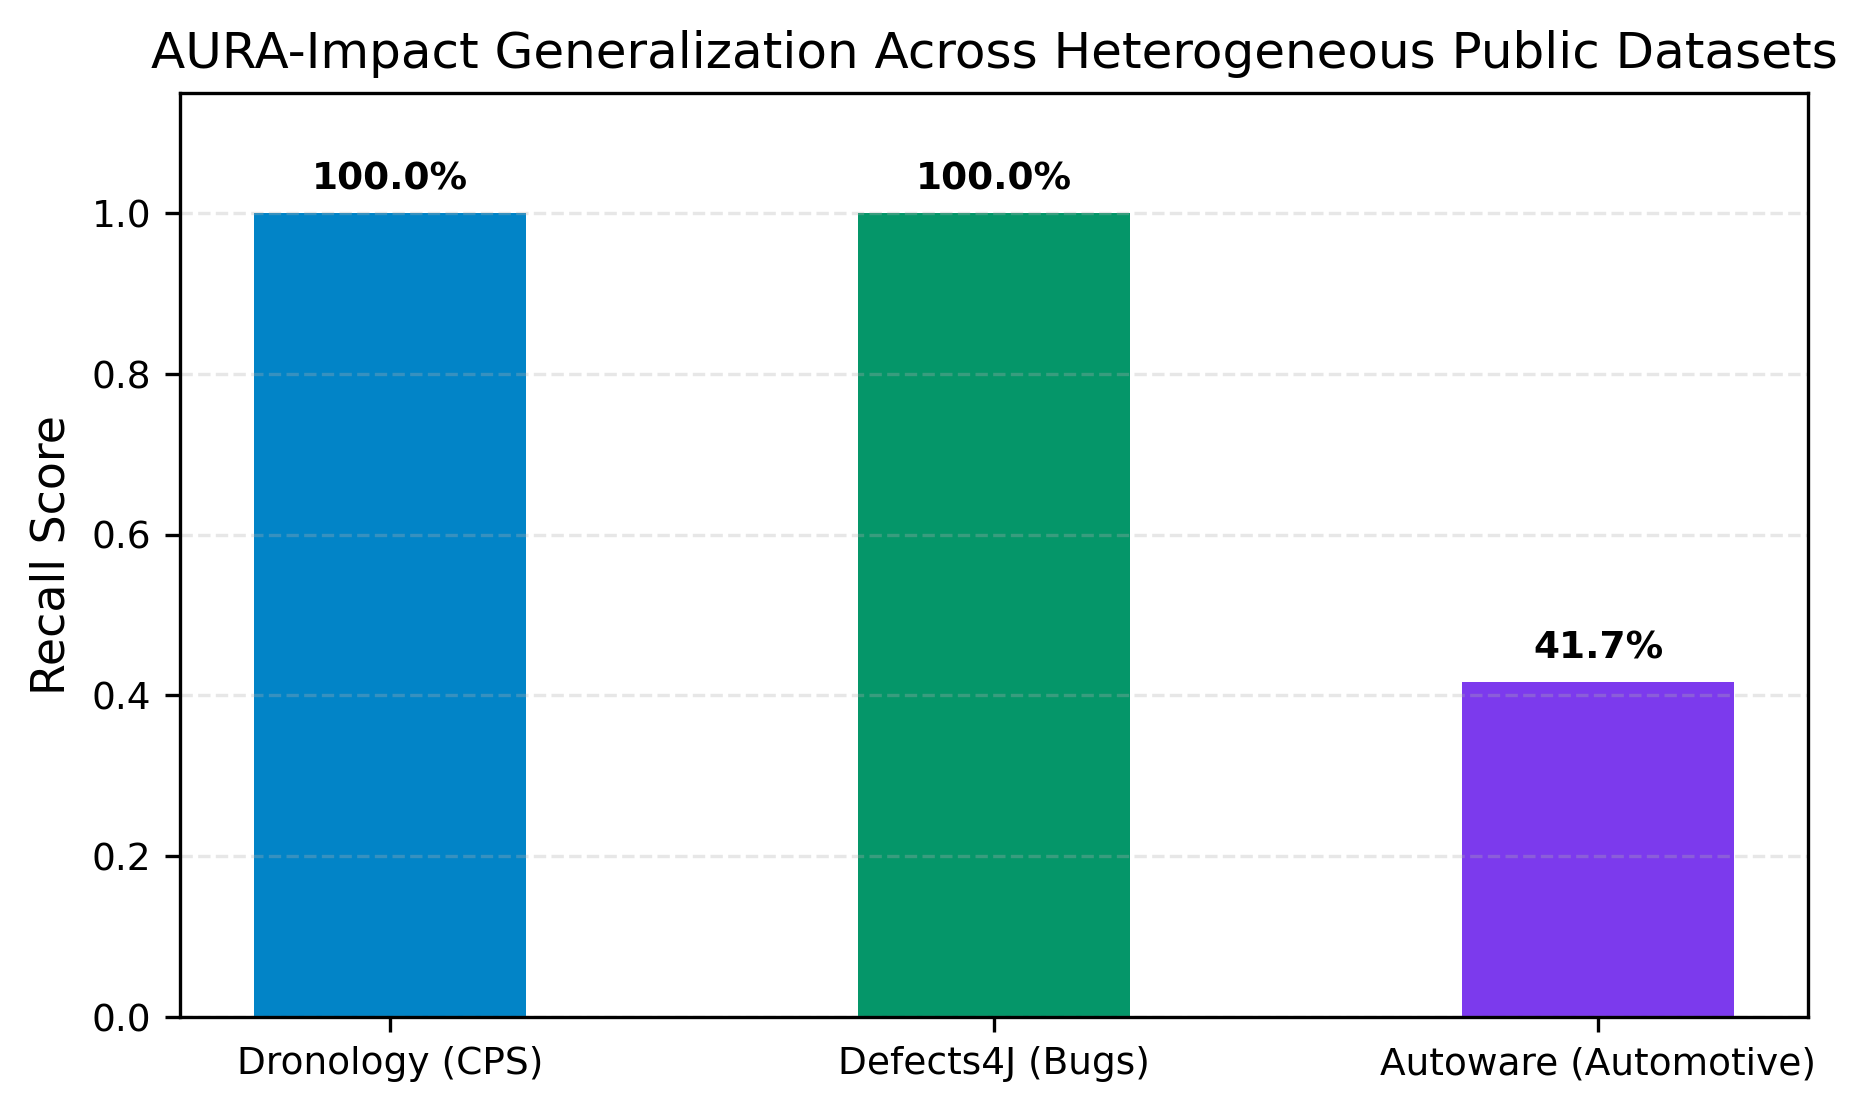 AURA-Impact Generalization Across Heterogeneous Public Datasets
Recall Score
1.0
0.8
0.6
0.4
0.2
0.0
100.0%
100.0%
41.7%
Dronology (CPS)
Defects4J (Bugs)
Autoware (Automotive)